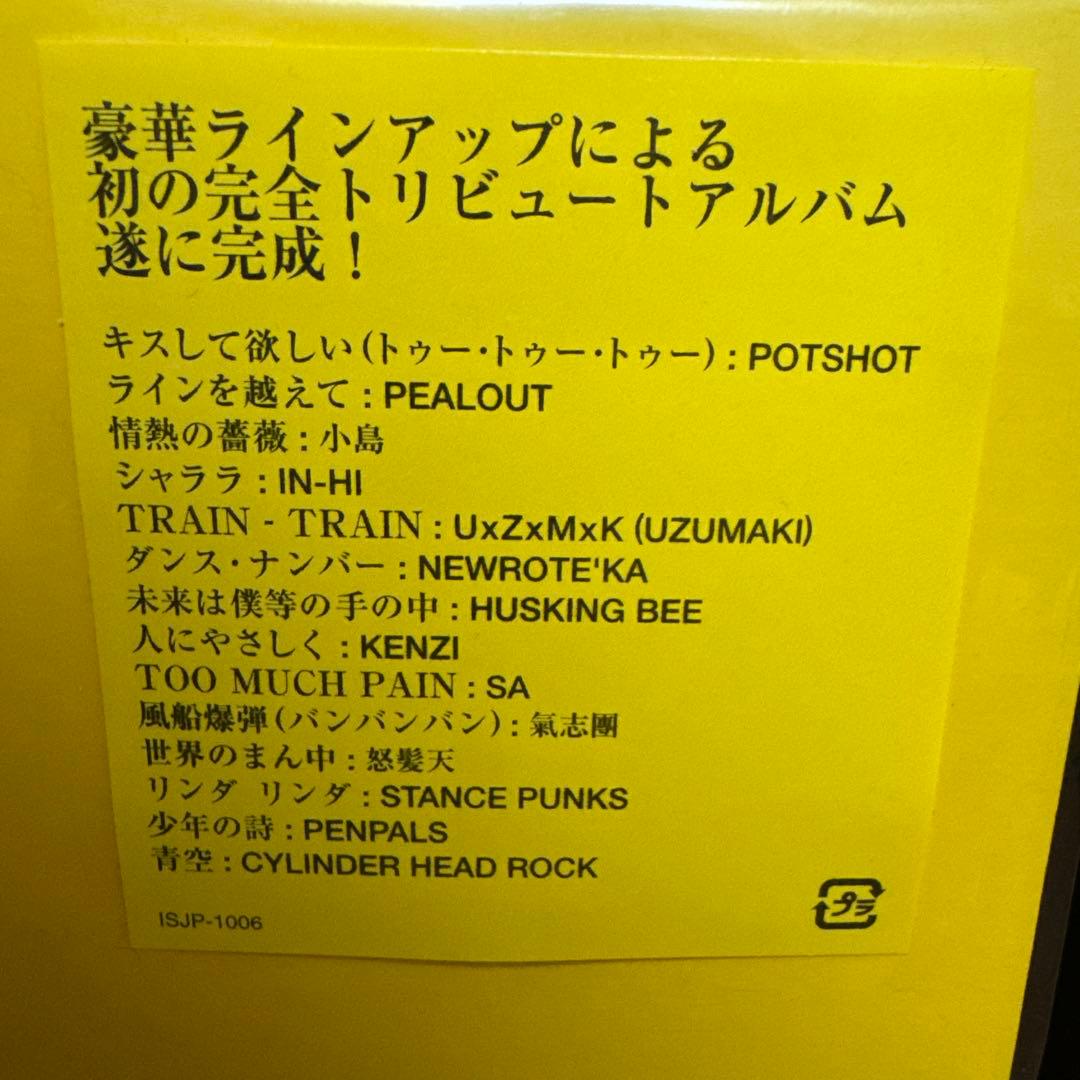 豪華ラインアップによる
初の完全トリビュートアルバム
遂に完成！
キスして欲しい(トゥー・トゥー・トゥー) : POTSHOT
ラインを越えて : PEALOUT
情熱の薔薇 : 小島
シャララ : IN-HI
TRAIN - TRAIN : UxZxMxK (UZUMAKI)
ダンス・ナンバー : NEWROTE'KA
未来は僕等の手の中 : HUSKING BEE
人にやさしく : KENZI
TOO MUCH PAIN : SA
風船爆弾(バンバンバン) : 氣志團
世界のまん中 : 怒髪天
リンダ リンダ : STANCE PUNKS
少年の詩 : PENPALS
青空 : CYLINDER HEAD ROCK
ISJP-1006
プラ